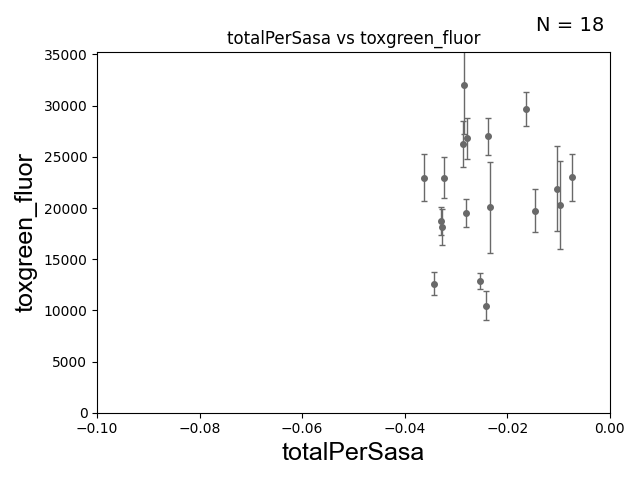 N = 18
totalPerSasa vs toxgreen_fluor
35000
30000
25000
20000
15000
10000
5000
0
toxgreen_fluor
−0.10 −0.08 −0.06 −0.04 −0.02 0.00
totalPerSasa